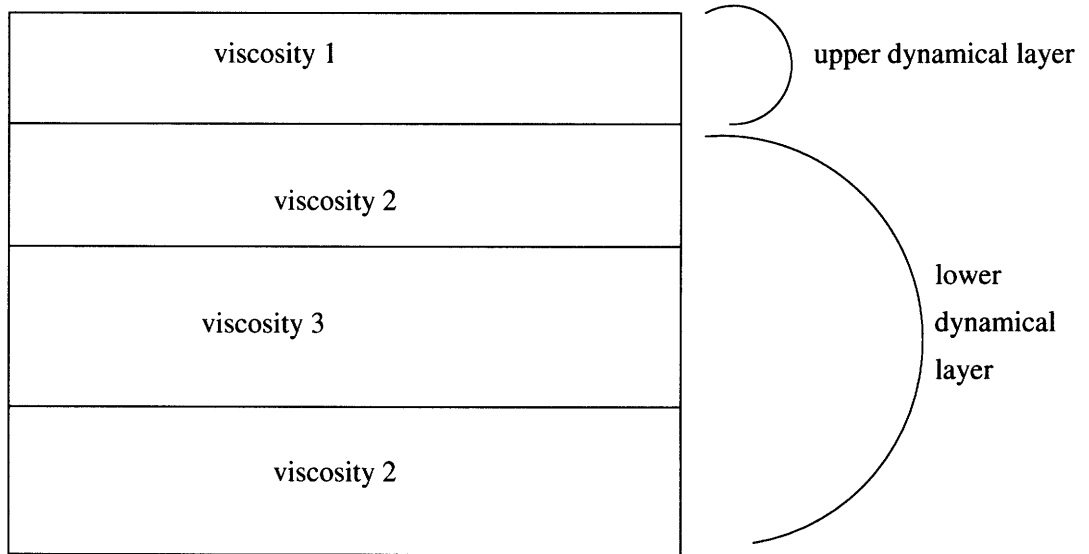 viscosity 1
upper dynamical layer
viscosity 2
viscosity 3
lower
dynamical
layer
viscosity 2